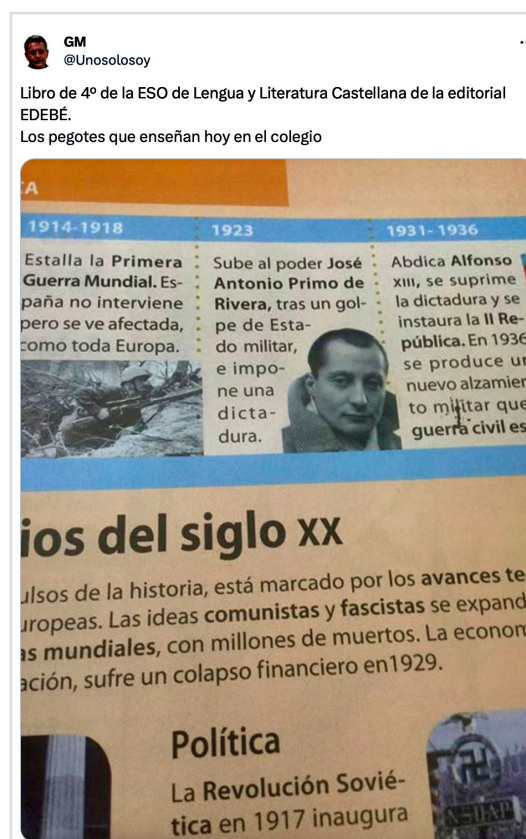 GM
@Unosolosoy
Libro de 4º de la ESO de Lengua y Literatura Castellana de la editorial
EDEBÉ.
Los pegotes que enseñan hoy en el colegio
CA
1914-1918
Estalla la Primera
Guerra Mundial. Es-
paña no interviene
pero se ve afectada,
como toda Europa.
1923
Sube al poder José
Antonio Primo de
Rivera, tras un gol-
pe de Esta-
do militar,
e impo-
ne una
dicta-
dura.
1931-1936
Abdica Alfonso
XIII, se suprime
la dictadura y se
instaura la II Re-
pública. En 1936
se produce un
nuevo alzamien
to militar que
guerra civil es
ios del siglo XX
ulsos de la historia, está marcado por los avances te
uropeas. Las ideas comunistas y fascistas se expand
as mundiales, con millones de muertos. La econom
ación, sufre un colapso financiero en1929.
Política
La Revolución Sovié-
tica en 1917 inaugura
NSDAP